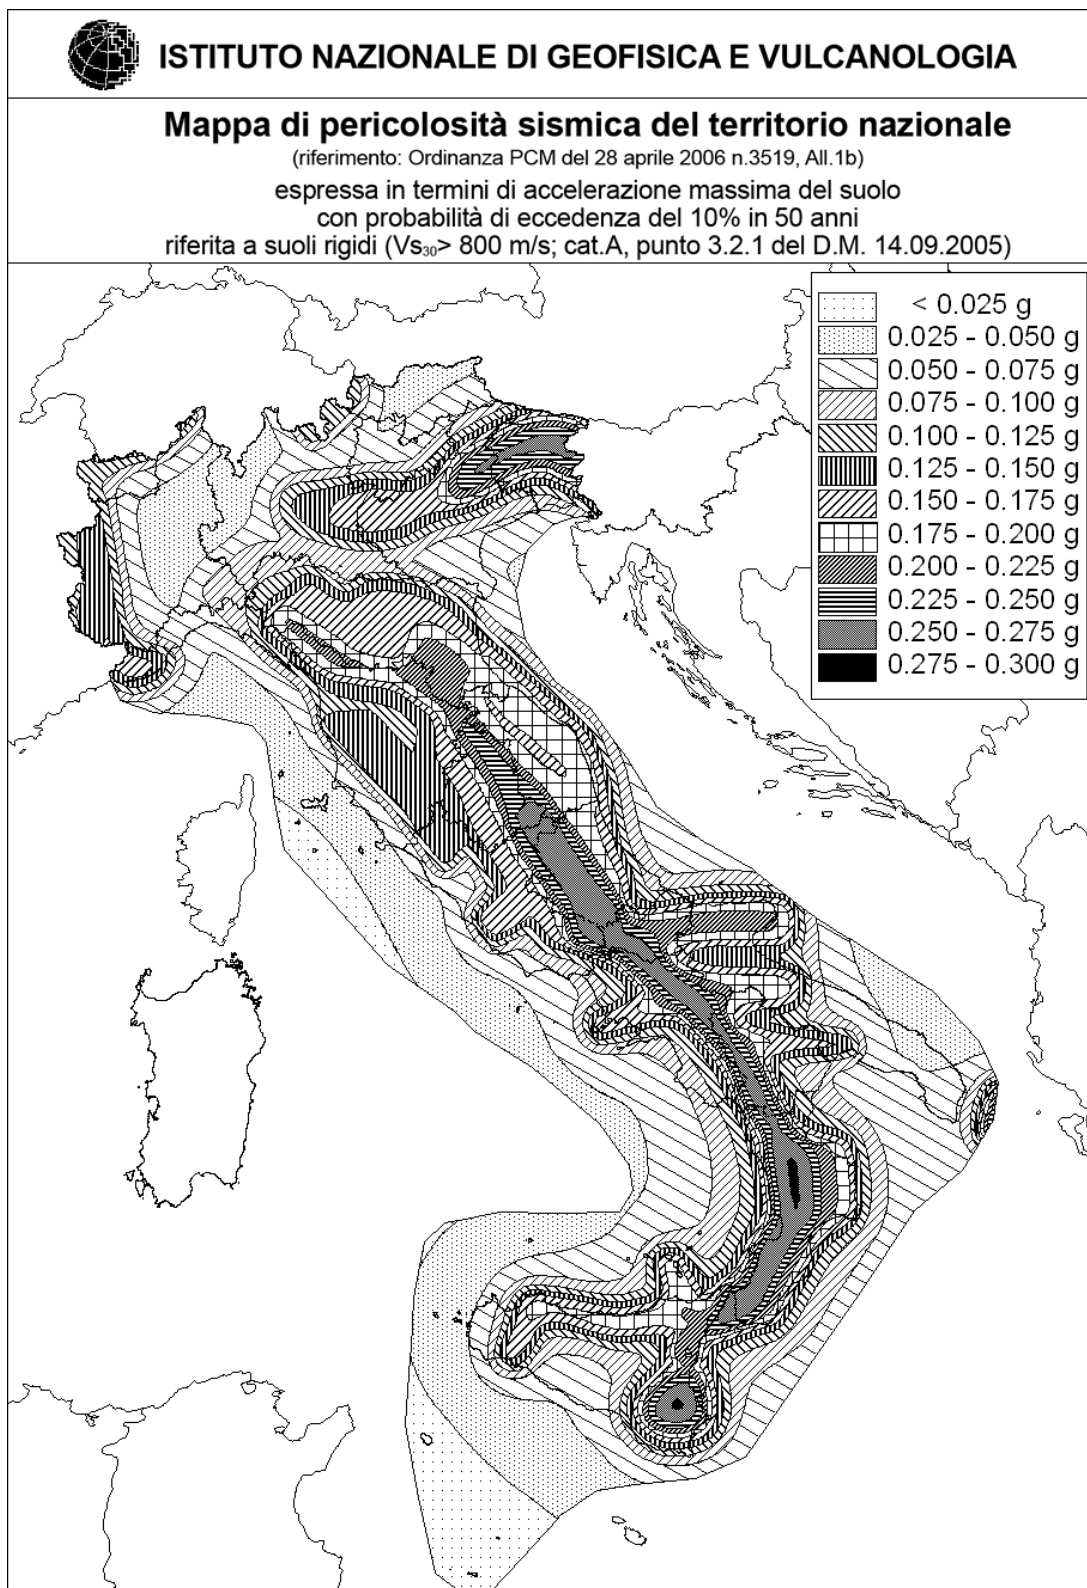 ISTITUTO NAZIONALE DI GEOFISICA E VULCANOLOGIA
Mappa di pericolosità sismica del territorio nazionale
(riferimento: Ordinanza PCM del 28 aprile 2006 n.3519, All.1b)
espressa in termini di accelerazione massima del suolo
con probabilità di eccedenza del 10% in 50 anni
riferita a suoli rigidi (Vs₃₀> 800 m/s; cat.A, punto 3.2.1 del D.M. 14.09.2005)
< 0.025 g
0.025 - 0.050 g
0.050 - 0.075 g
0.075 - 0.100 g
0.100 - 0.125 g
0.125 - 0.150 g
0.150 - 0.175 g
0.175 - 0.200 g
0.200 - 0.225 g
0.225 - 0.250 g
0.250 - 0.275 g
0.275 - 0.300 g